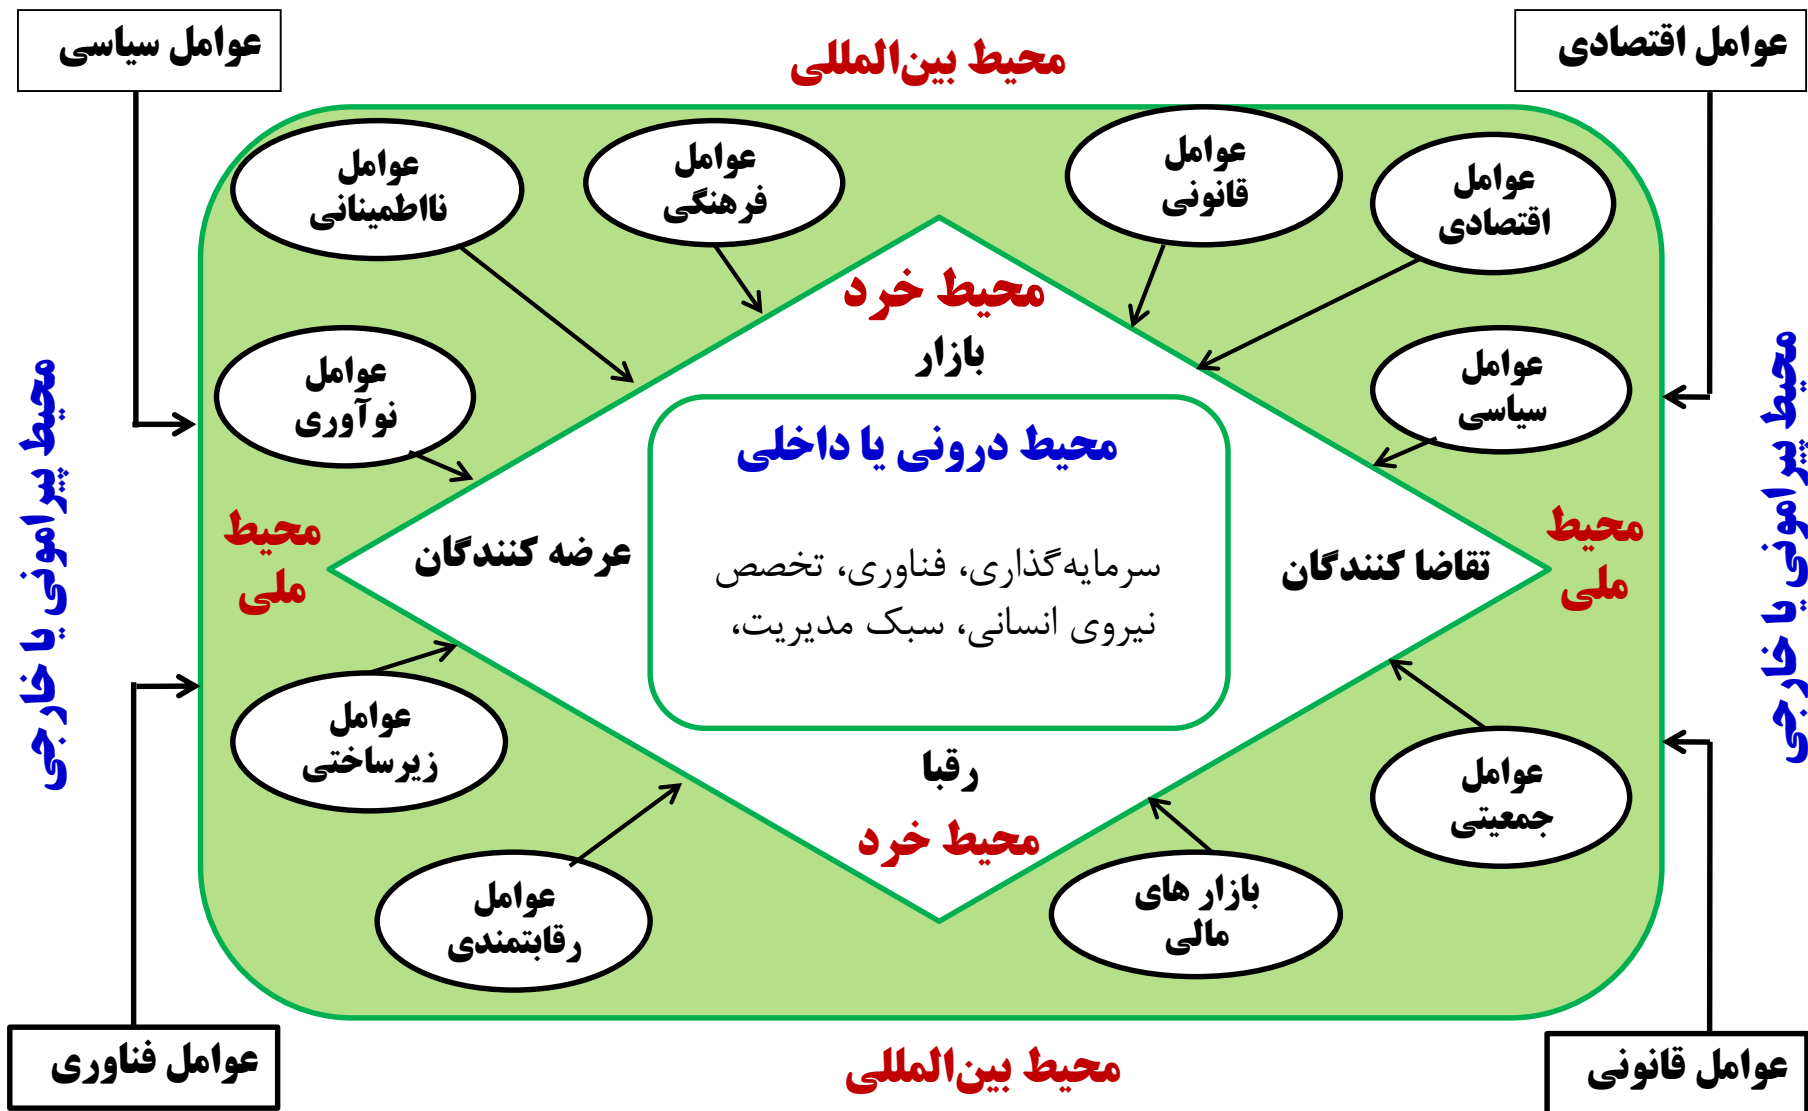 عوامل اقتصادی
عوامل سیاسی
محیط بین‌المللی
عوامل
اقتصادی
عوامل
قانونی
عوامل
فرهنگی
عوامل
نااطمینانی
محیط خرد
بازار
عوامل
سیاسی
عوامل
نوآوری
محیط پیرامونی یا خارجی
محیط پیرامونی یا خارجی
محیط درونی یا داخلی
سرمایه‌گذاری، فناوری، تخصص
نیروی انسانی، سبک مدیریت،
محیط
ملی
تقاضا کنندگان
عرضه کنندگان
محیط
ملی
رقبا
محیط خرد
عوامل
جمعیتی
بازار های
مالی
عوامل
رقابتمندی
عوامل
زیرساختی
محیط بین‌المللی
عوامل قانونی
عوامل فناوری